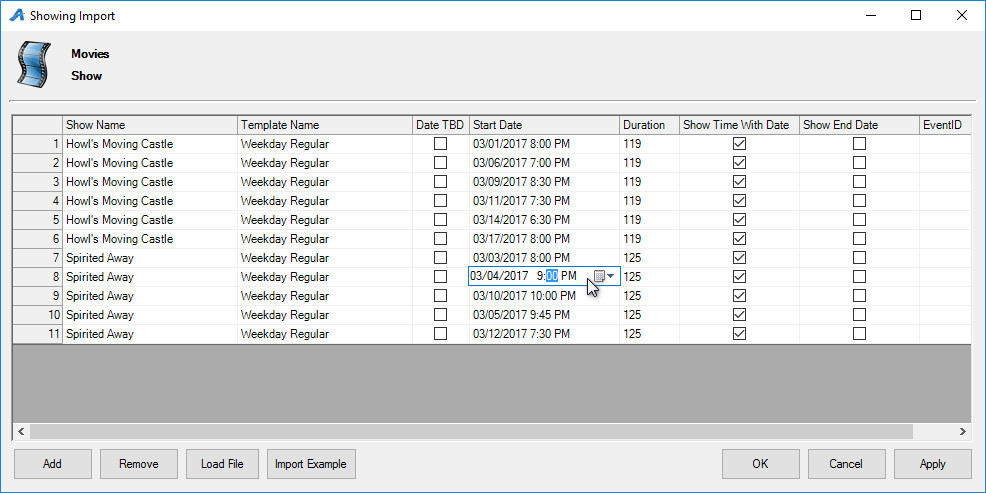 Showing Import
Movies
Show
Show Name Template Name Date TBD Start Date Duration Show Time With Date Show End Date EventID
1 Howl's Moving Castle Weekday Regular 03/01/2017 8:00 PM 119
2 Howl's Moving Castle Weekday Regular 03/06/2017 7:00 PM 119
3 Howl's Moving Castle Weekday Regular 03/09/2017 8:30 PM 119
4 Howl's Moving Castle Weekday Regular 03/11/2017 7:30 PM 119
5 Howl's Moving Castle Weekday Regular 03/14/2017 6:30 PM 119
6 Howl's Moving Castle Weekday Regular 03/17/2017 8:00 PM 119
7 Spirited Away Weekday Regular 03/03/2017 8:00 PM 125
8 Spirited Away Weekday Regular 03/04/2017 9:00 PM 125
9 Spirited Away Weekday Regular 03/10/2017 10:00 PM 125
10 Spirited Away Weekday Regular 03/05/2017 9:45 PM 125
11 Spirited Away Weekday Regular 03/12/2017 7:30 PM 125
Add Remove Load File Import Example OK Cancel Apply